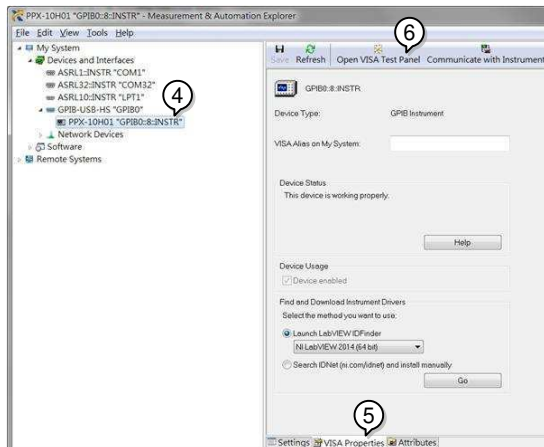 PPX-10H01 "GPIB0::8::INSTR" - Measurement & Automation Explorer
File Edit View Tools Help
My System
Devices and Interfaces
ASRL1::INSTR "COM1"
ASRL32::INSTR "COM32"
ASRL10::INSTR "LPT1"
GPIB-USB-HS "GPIB0"
PPX-10H01 "GPIB0::8::INSTR"
Network Devices
Software
Remote Systems
4
6
Save Refresh Open VISA Test Panel Communicate with Instrument
GPIB0::8::INSTR
Device Type: GPIB Instrument
VISA Alias on My System:
Device Status
This device is working properly.
Help
Device Usage
Device enabled
Find and Download Instrument Drivers
Select the method you want to use:
Launch LabVIEW IDFinder
NI LabVIEW 2014 (64 bit)
Search IDNet (ni.com/idnet) and install manually
Go
5
Settings VISA Properties Attributes